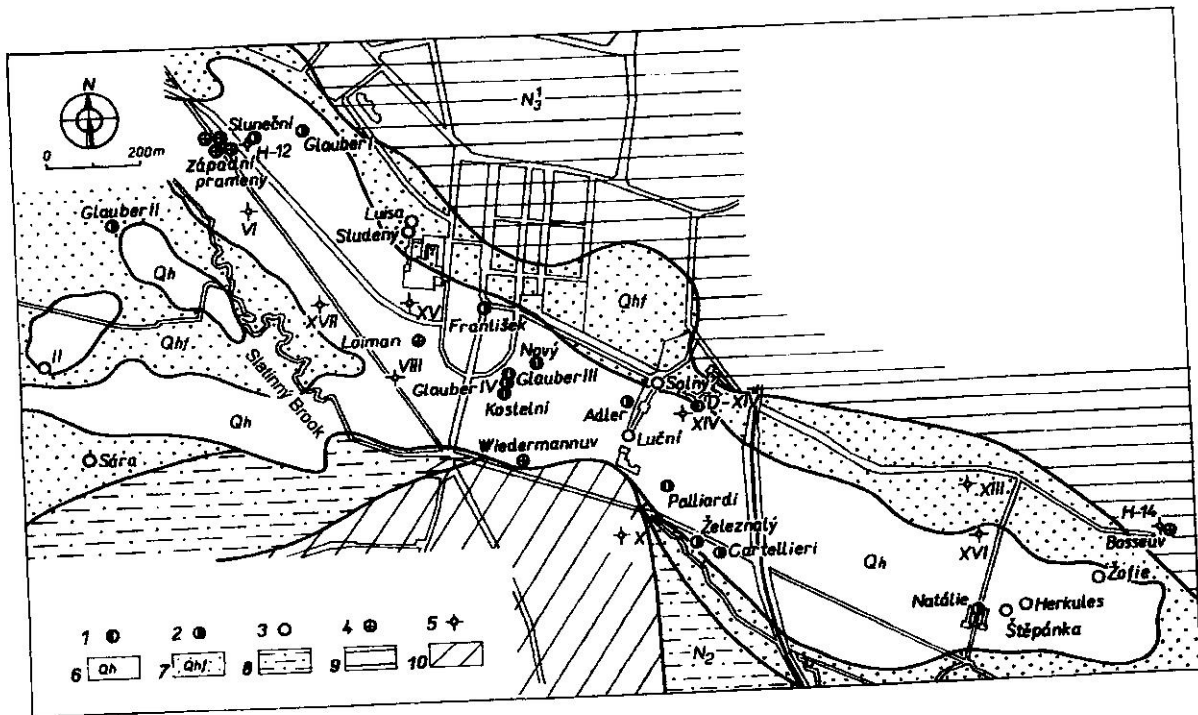 N
0 200m
N₃¹
Sluneční
H-12
Glauber I
Západní
prameny
Glauber II
VI
Luisa
Sludený
Qh
Qhf
XV
František
XVII
Loiman
Qhf
VIII
Nový
Glauber III
Glauber IV
Kostelní
II
Slatinný Brook
Solný
D-XIV
XIV
Adler
Luční
Qh
Wiedermannuv
Sára
Palliardi
XIII
H-14
Bosseuv
Železnatý
Cartellieri
X
XVI
Qh
Žofie
Natálie
Herkules
Štěpánka
N₂
1 2 3 4 5
6 Qh 7 Qhf 8 9 10